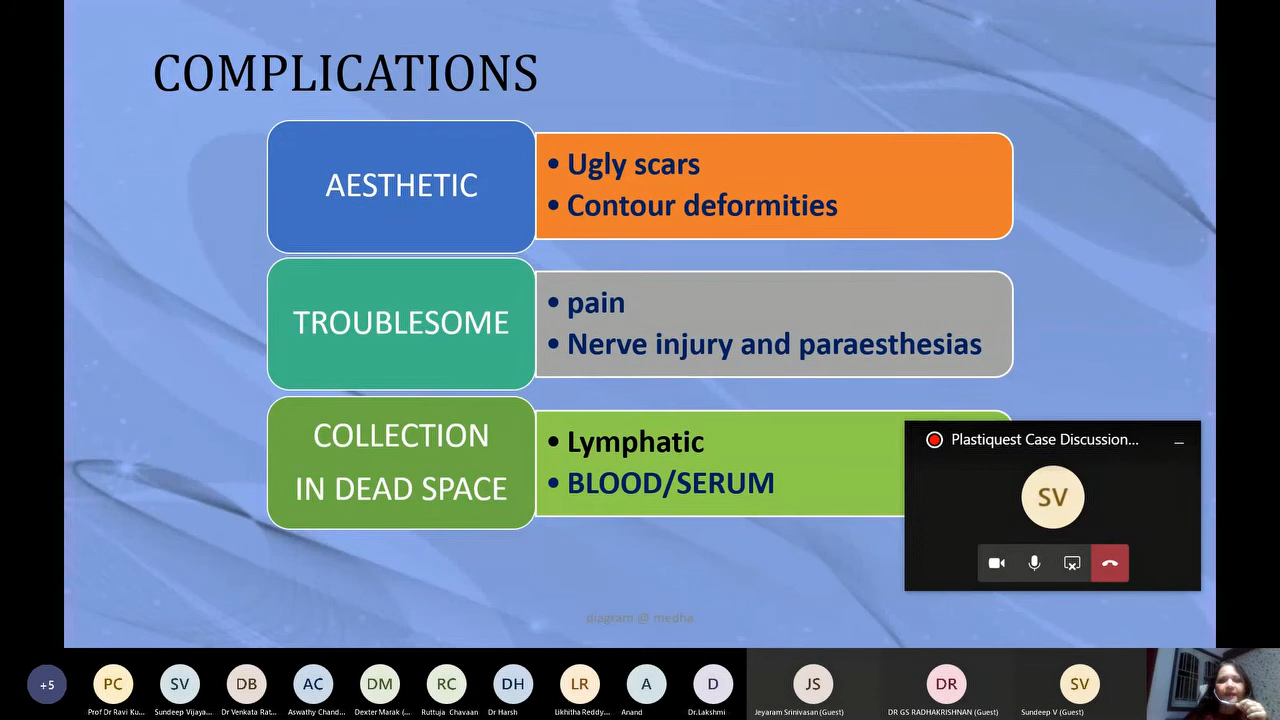 COMPLICATIONS
AESTHETIC
• Ugly scars
• Contour deformities
TROUBLESOME
• pain
• Nerve injury and paraesthesias
COLLECTION
IN DEAD SPACE
• Lymphatic
• BLOOD/SERUM
Plastiquest Case Discussion...
SV
diagram @ medha
+5
PC
SV
DB
AC
DM
RC
DH
LR
A
D
JS
DR
SV
Prof Dr Ravi Ku...
Sundeep Vijaya...
Dr Venkata Rat...
Aswathy Chand...
Dexter Marak (...
Ruttuja Chavaan
Dr Harsh
Likhitha Reddy...
Anand
Dr.Lakshmi
Jeyaram Srinivasan (Guest)
DR GS RADHAKRISHNAN (Guest)
Sundeep V (Guest)